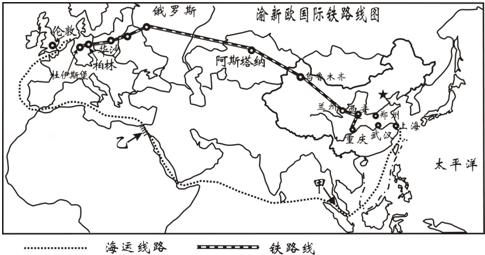 渝新欧国际铁路线图
俄罗斯
伦敦
华沙
柏林
杜伊斯堡
阿斯塔纳
乌鲁木齐
兰州
西安
郑州
重庆
武汉
上海
乙
甲
太平洋
海运线路
铁路线